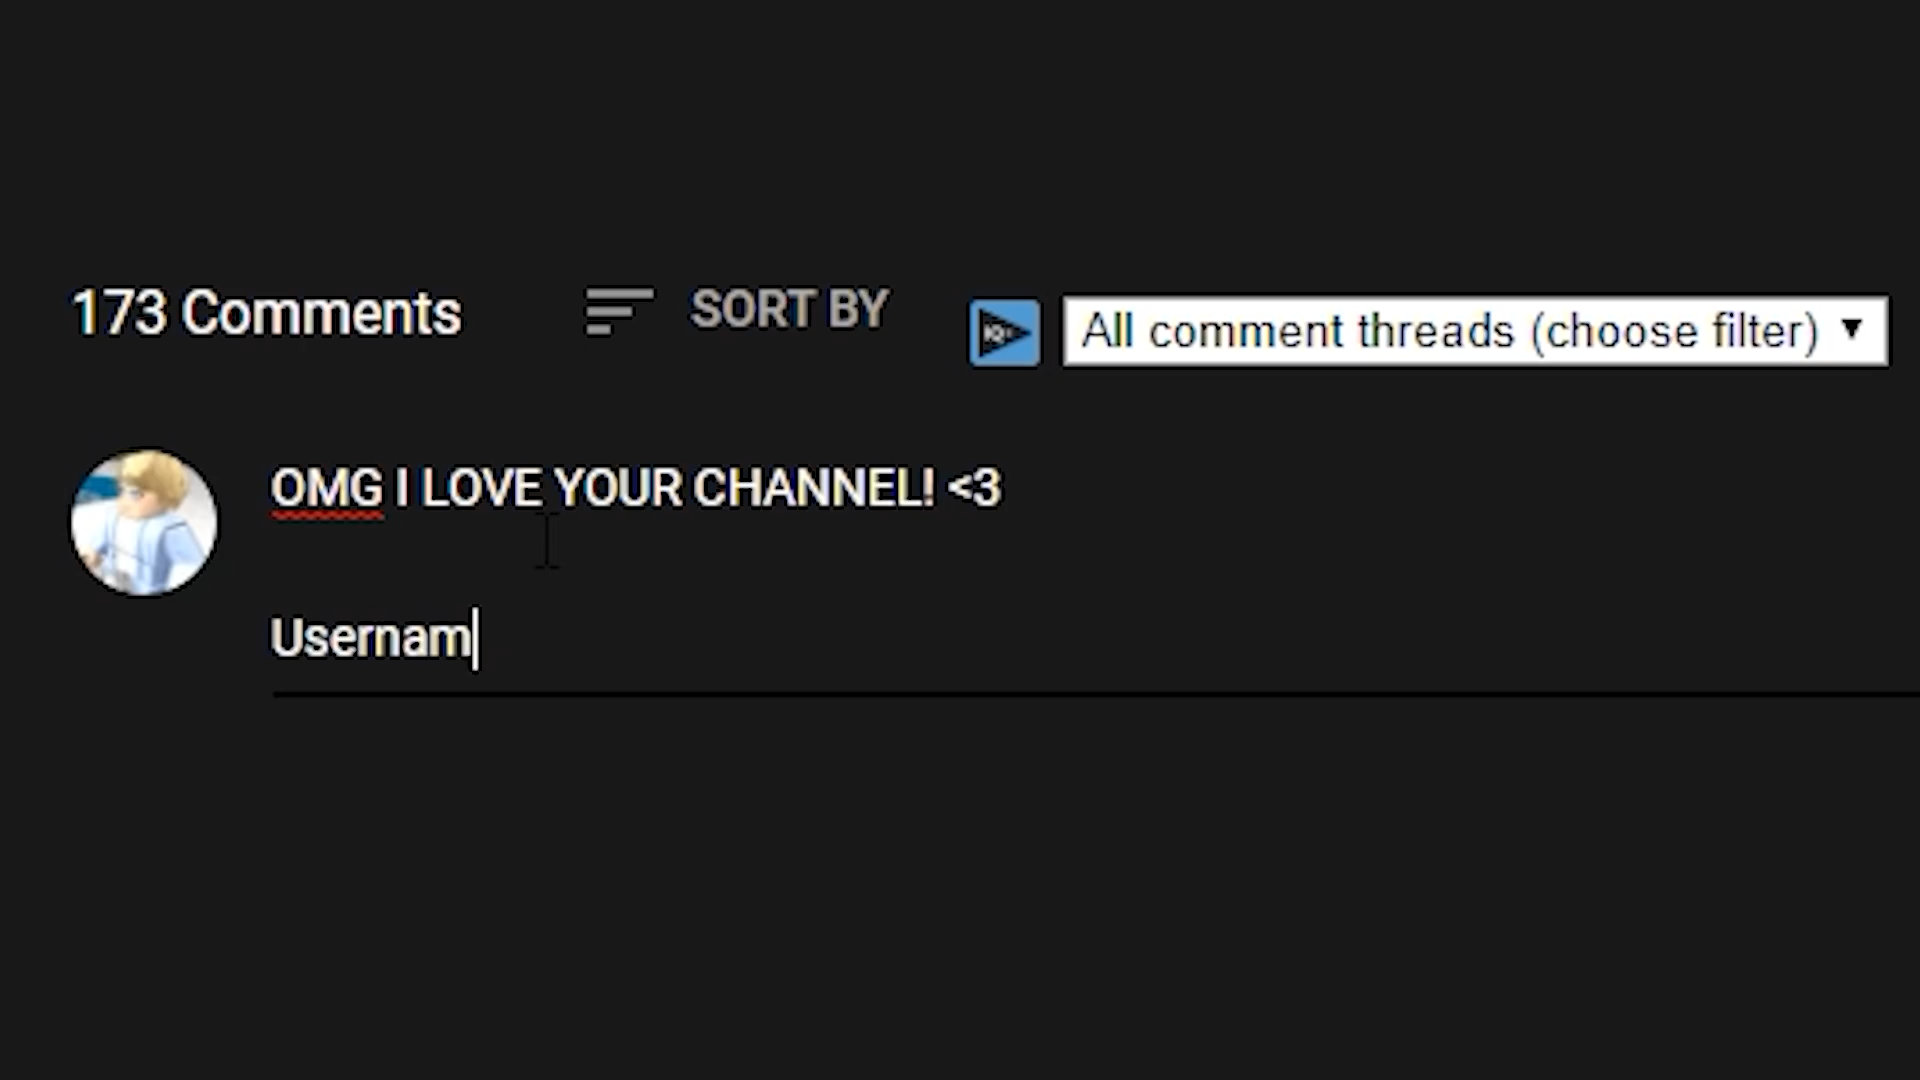 173 Comments SORT BY All comment threads (choose filter)
OMG I LOVE YOUR CHANNEL! <3
Usernam